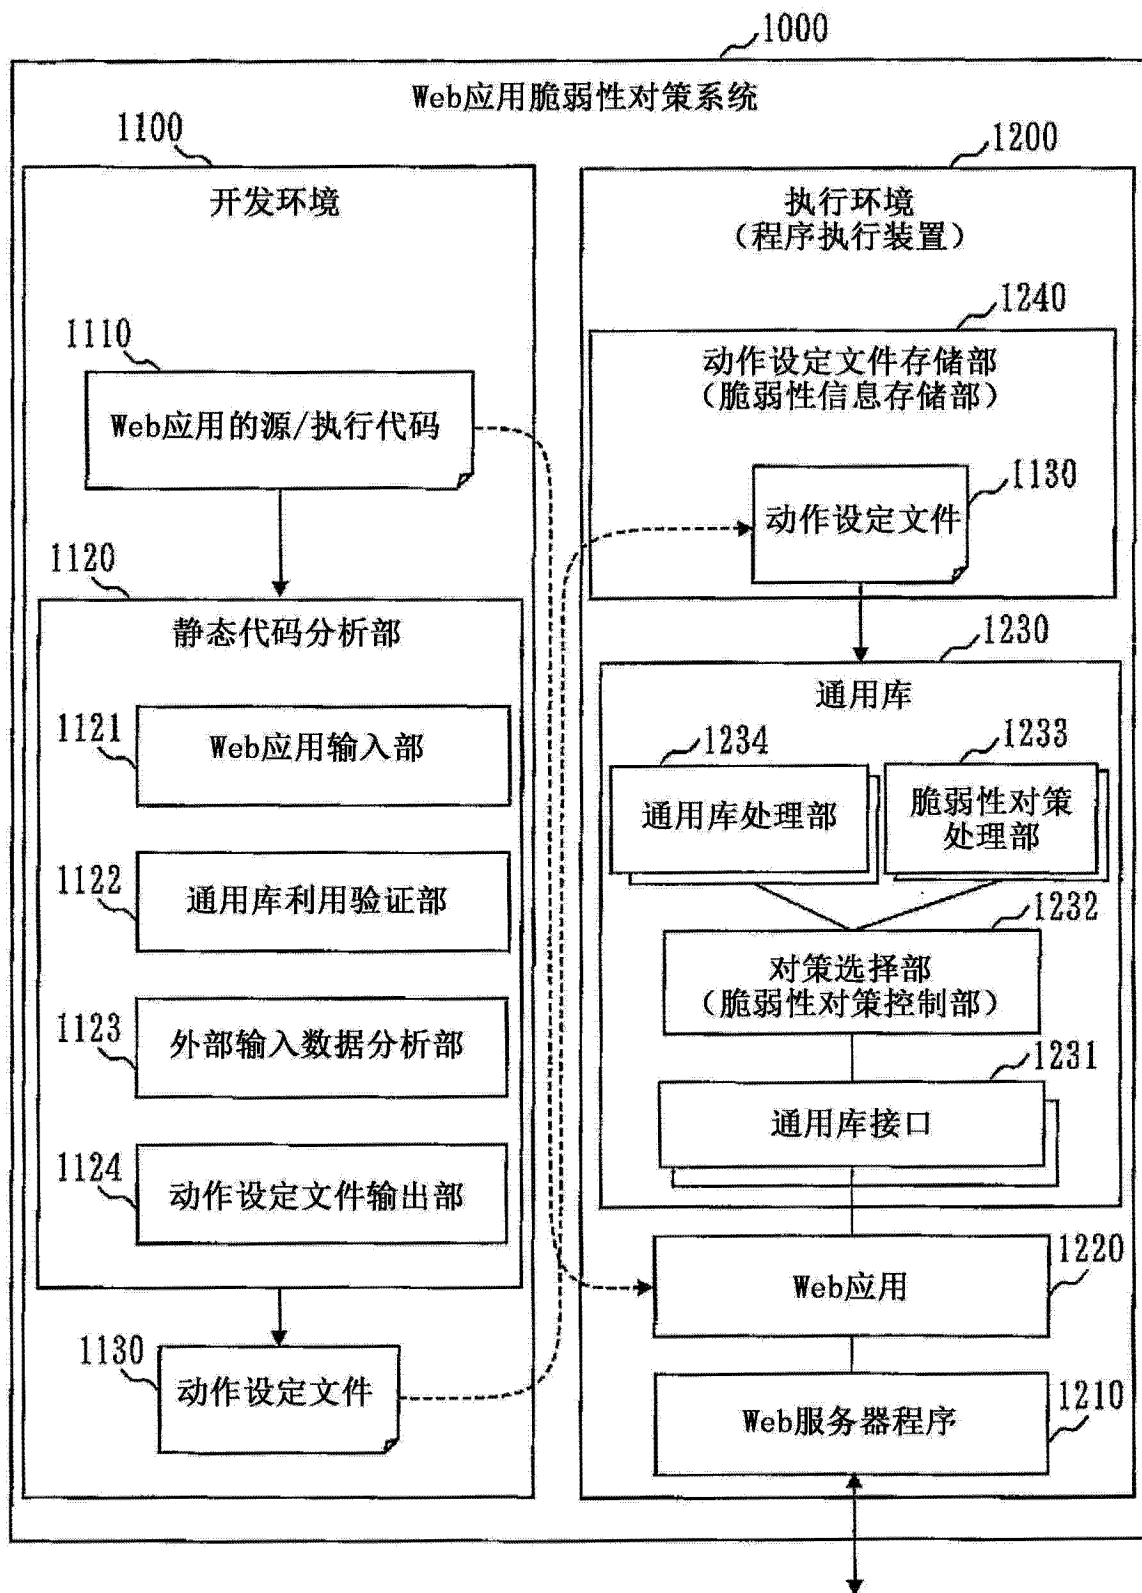 1000
Web应用脆弱性对策系统
1100
开发环境
1110
Web应用的源/执行代码
1120
静态代码分析部
1121
Web应用输入部
1122
通用库利用验证部
1123
外部输入数据分析部
1124
动作设定文件输出部
1130
动作设定文件
1200
执行环境
（程序执行装置）
1240
动作设定文件存储部
（脆弱性信息存储部）
1130
动作设定文件
1230
通用库
1234
通用库处理部
1233
脆弱性对策
处理部
1232
对策选择部
（脆弱性对策控制部）
1231
通用库接口
1220
Web应用
1210
Web服务器程序